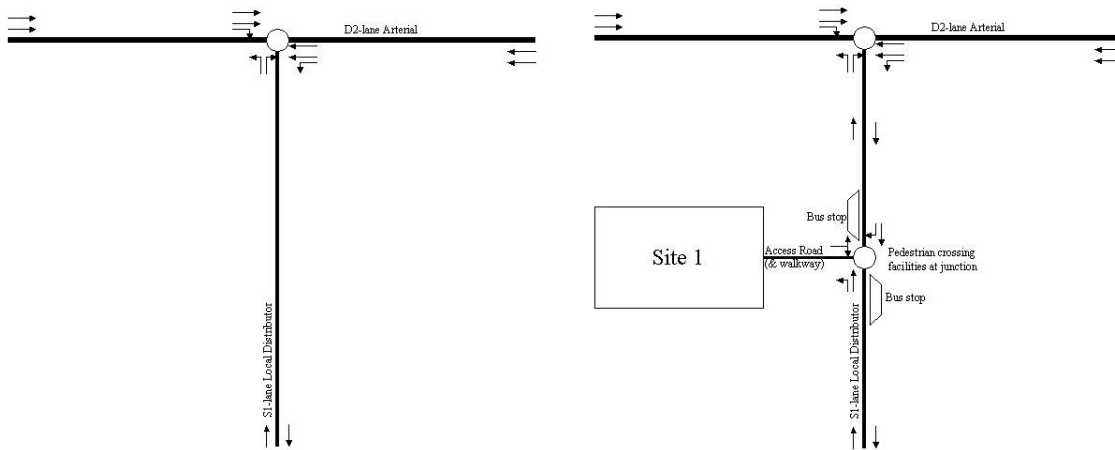 D2-lane Arterial
S1-lane Local Distributor
D2-lane Arterial
Bus stop
Site 1
Access Road
(& walkway)
Pedestrian crossing
facilities at junction
Bus stop
S1-lane Local Distributor